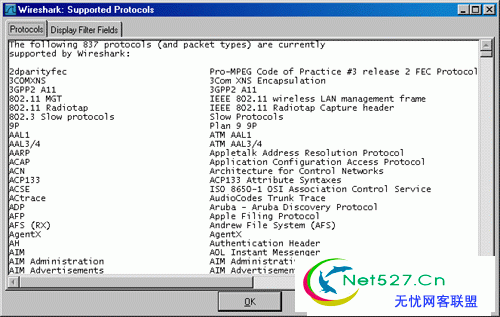 Wireshark: Supported Protocols
Protocols Display Filter Fields
The following 837 protocols (and packet types) are currently
supported by Wireshark:
2dparityfec Pro-MPEG Code of Practice #3 release 2 FEC Protocol
3COMXNS 3Com XNS Encapsulation
3GPP2 A11 3GPP2 A11
802.11 MGT IEEE 802.11 wireless LAN management frame
802.11 Radiotap IEEE 802.11 Radiotap Capture header
802.3 Slow protocols Slow Protocols
9P Plan 9 9P
AAL1 ATM AAL1
AAL3/4 ATM AAL3/4
AARP Appletalk Address Resolution Protocol
ACAP Application Configuration Access Protocol
ACN Architecture for Control Networks
ACP133 ACP133 Attribute Syntaxes
ACSE ISO 8650-1 OSI Association Control Service
ACtrace AudioCodes Trunk Trace
ADP Aruba - Aruba Discovery Protocol
AFP Apple Filing Protocol
AFS (RX) Andrew File System (AFS)
AgentX AgentX
AH Authentication Header
AIM AOL Instant Messenger
AIM Administration AIM Administrati
AIM Advertisements AIM Advertisemen
OK
Net527.Cn
无忧网客联盟